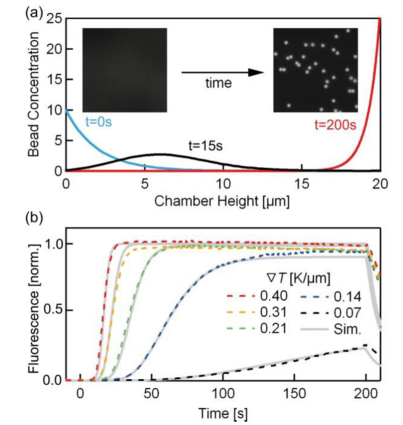 (a)
Bead Concentration
25
20
15
10
5
0
time
t=0s
t=15s
t=200s
0 5 10 15 20
Chamber Height [µm]
(b)
Fluorescence [norm.]
1.0
0.5
0.0
∇T [K/µm]
0.40 0.14
0.31 0.07
0.21 Sim.
0 50 100 150 200
Time [s]